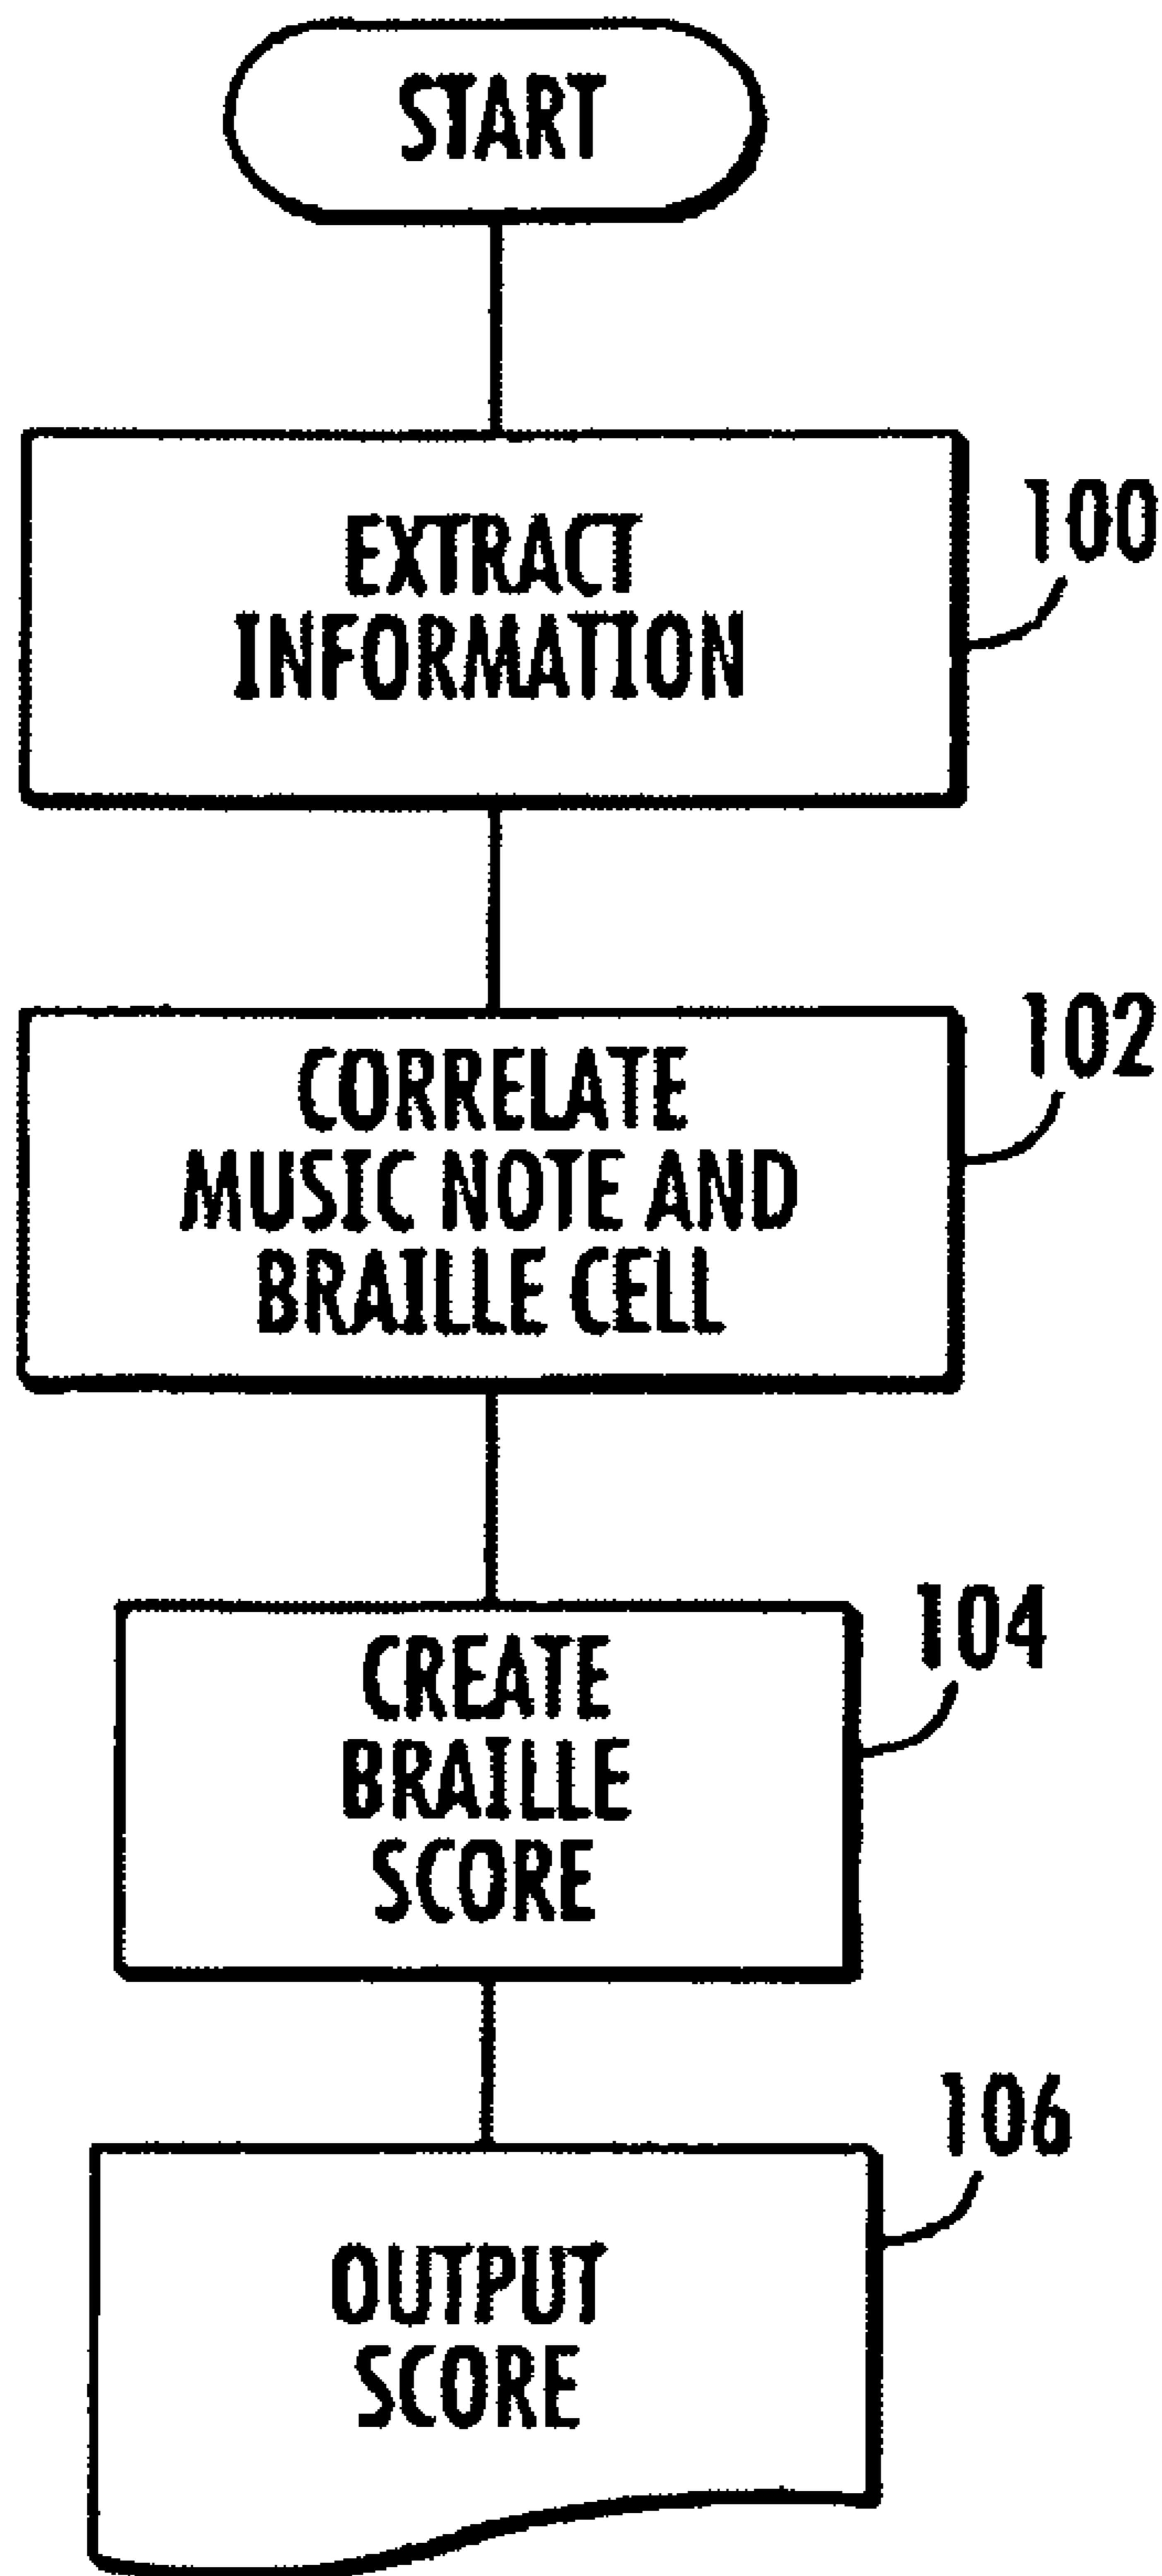 START
EXTRACT
INFORMATION
100
CORRELATE
MUSIC NOTE AND
BRAILLE CELL
102
CREATE
BRAILLE
SCORE
104
OUTPUT
SCORE
106